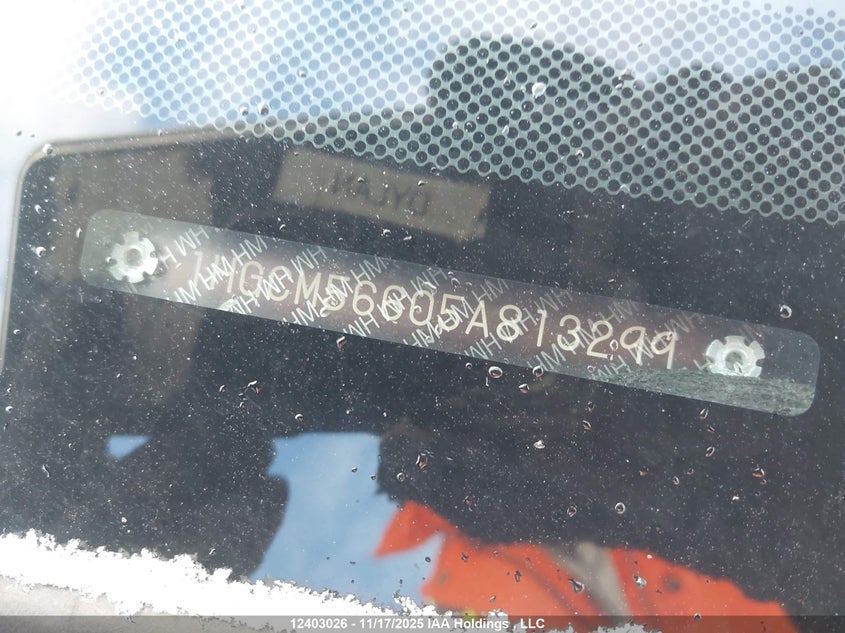 1HGCM56605A813299
12403026 - 11/17/2025 IAA Holdings , LLC